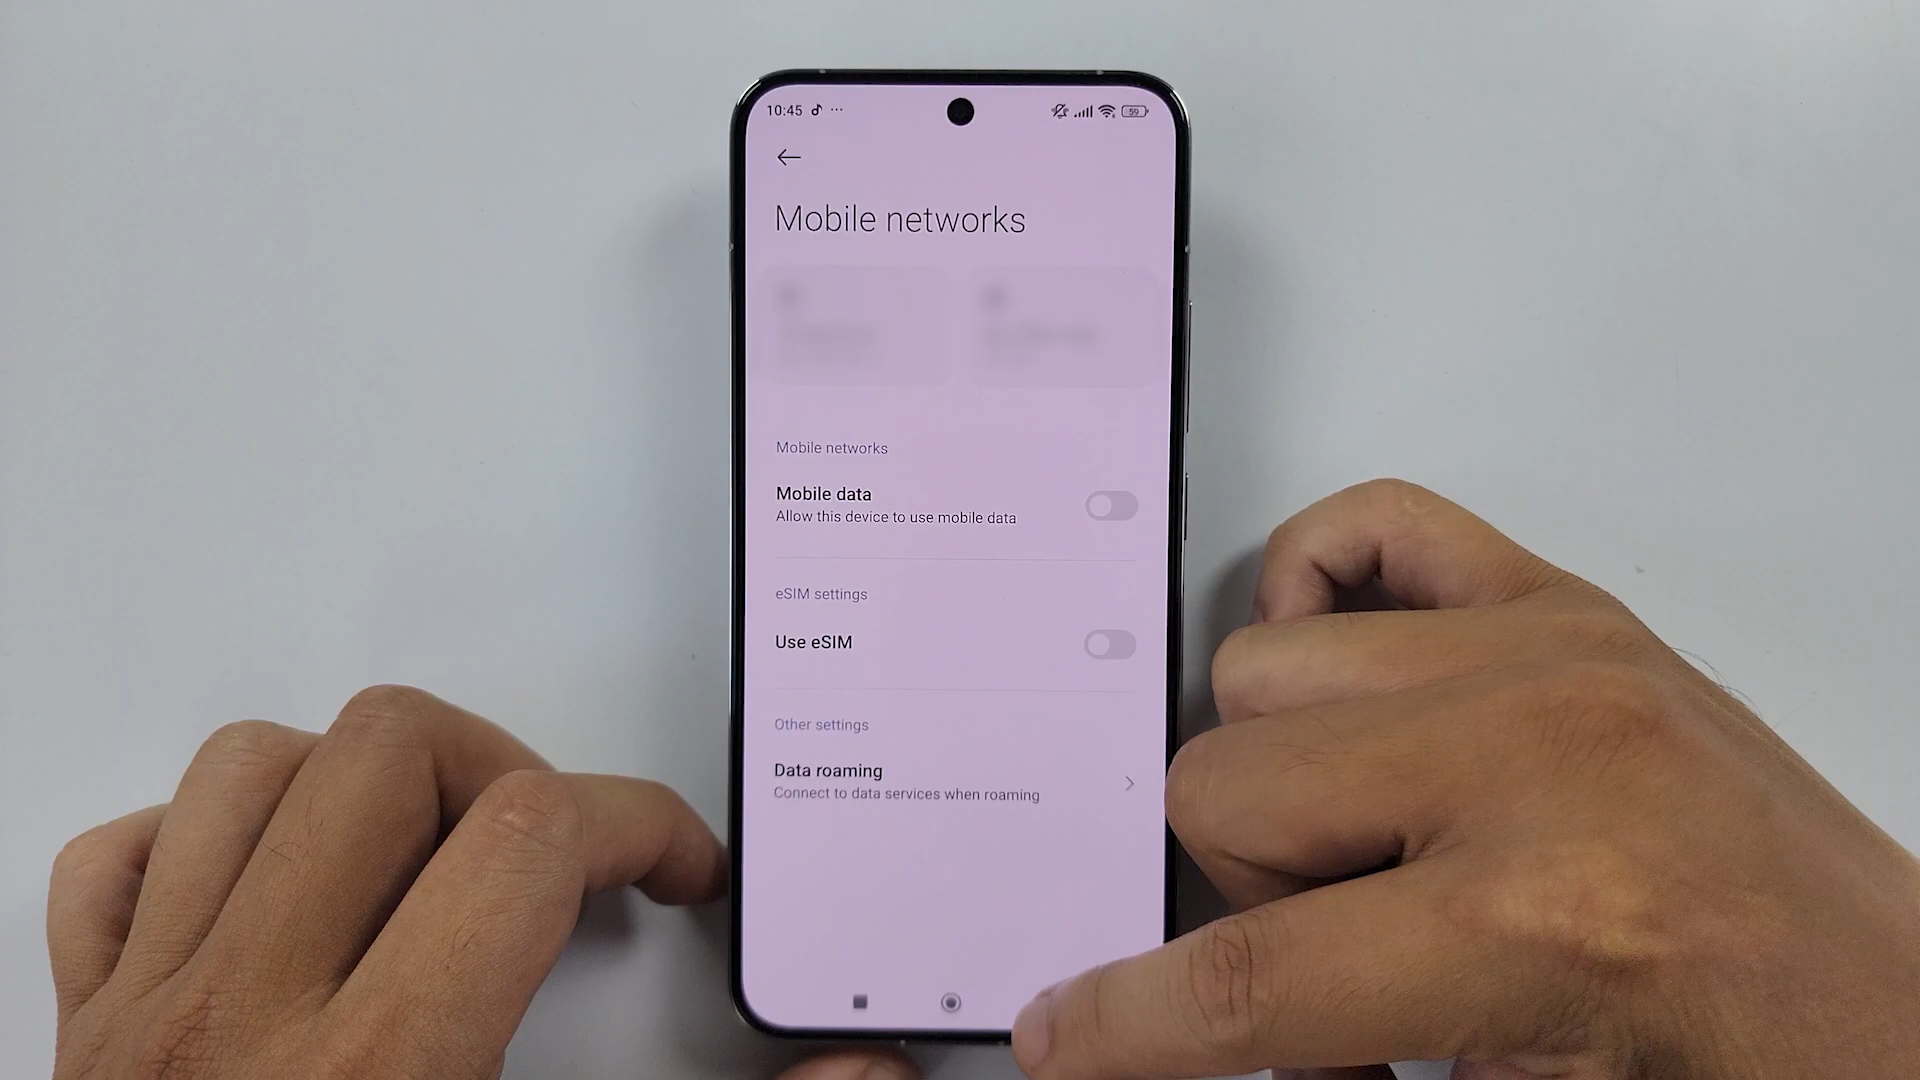 10:45
59
Mobile networks
Mobile networks
Mobile data
Allow this device to use mobile data
eSIM settings
Use eSIM
Other settings
Data roaming
Connect to data services when roaming